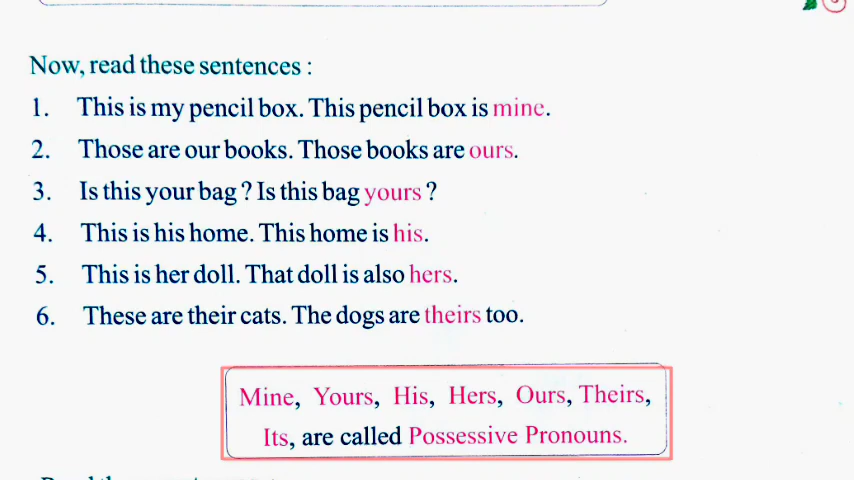 Now, read these sentences :
1. This is my pencil box. This pencil box is mine.
2. Those are our books. Those books are ours.
3. Is this your bag ? Is this bag yours ?
4. This is his home. This home is his.
5. This is her doll. That doll is also hers.
6. These are their cats. The dogs are theirs too.
Mine, Yours, His, Hers, Ours, Theirs,
Its, are called Possessive Pronouns.